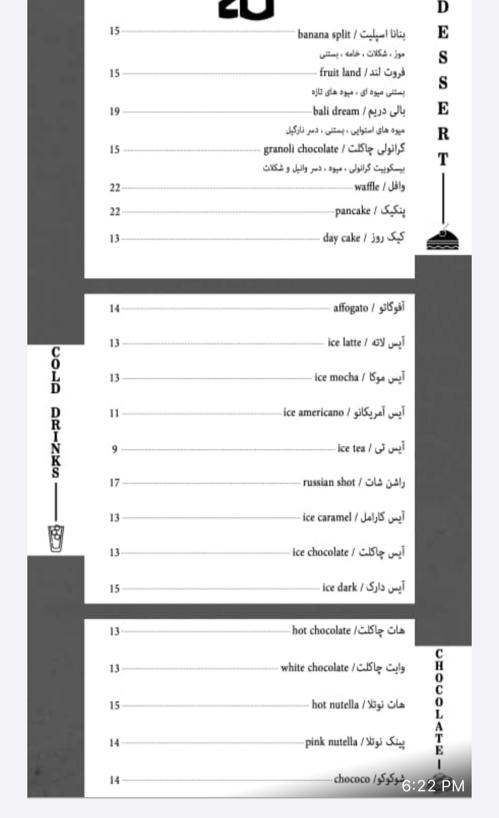 20
DESSERT
بنانا اسپلیت / banana split 15
موز ، شکلات ، خامه ، بستنی
فروت لند / fruit land 15
بستنی میوه ای ، میوه های تازه
بالی دریم / bali dream 19
میوه های استوایی ، بستنی ، دسر نارگیل
گرانولی چاکلت / granoli chocolate 15
بیسکوییت گرانولی ، میوه ، دسر وانیل و شکلات
وافل / waffle 22
پنکیک / pancake 22
کیک روز / day cake 13
COLD DRINKS
آفوگاتو / affogato 14
آیس لاته / ice latte 13
آیس موکا / ice mocha 13
آیس آمریکانو / ice americano 11
آیس تی / ice tea 9
راشن شات / russian shot 17
آیس کارامل / ice caramel 13
آیس چاکلت / ice chocolate 13
آیس دارک / ice dark 15
CHOCOLATE
هات چاکلت/ hot chocolate 13
وایت چاکلت/ white chocolate 13
هات نوتلا / hot nutella 15
پینک نوتلا/ pink nutella 14
شوکوکو/ chococo 14
6:22 PM